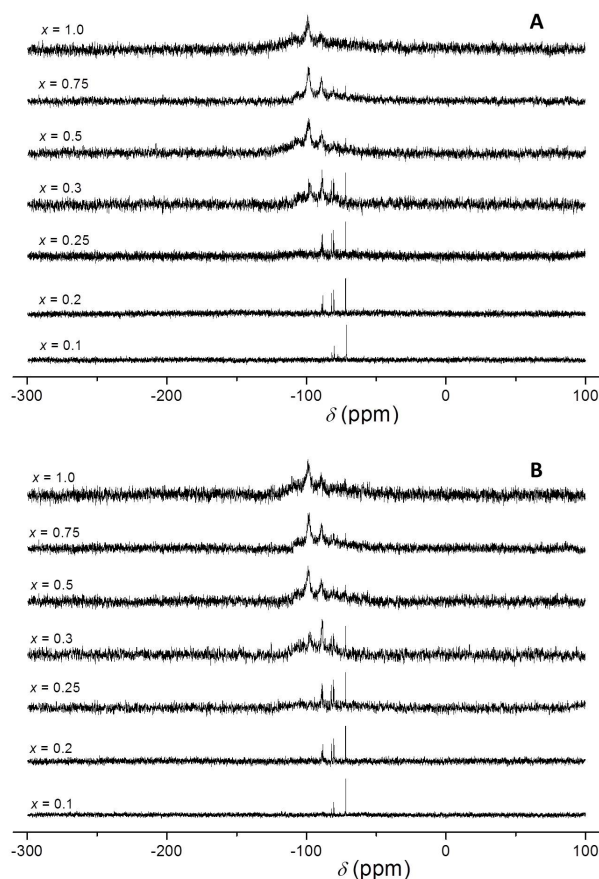 A
x = 1.0
x = 0.75
x = 0.5
x = 0.3
x = 0.25
x = 0.2
x = 0.1
-300 -200 -100 0 100
δ (ppm)
B
x = 1.0
x = 0.75
x = 0.5
x = 0.3
x = 0.25
x = 0.2
x = 0.1
-300 -200 -100 0 100
δ (ppm)